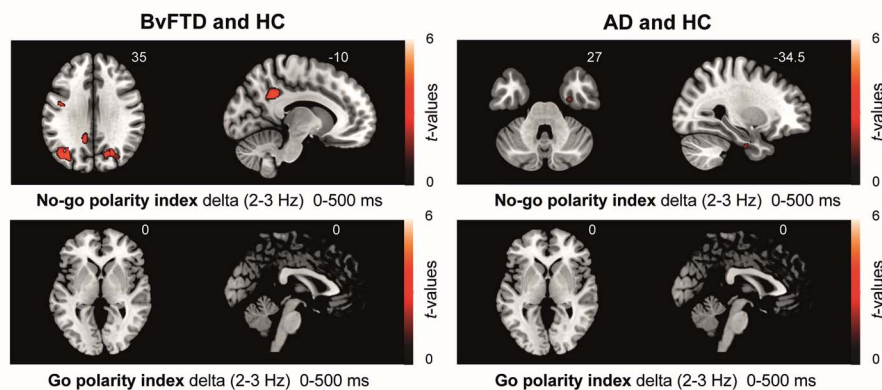 BvFTD and HC
35
-10
6
t-values
0
No-go polarity index delta (2-3 Hz) 0-500 ms
0
0
6
t-values
0
Go polarity index delta (2-3 Hz) 0-500 ms
AD and HC
27
-34.5
6
t-values
0
No-go polarity index delta (2-3 Hz) 0-500 ms
0
0
6
t-values
0
Go polarity index delta (2-3 Hz) 0-500 ms